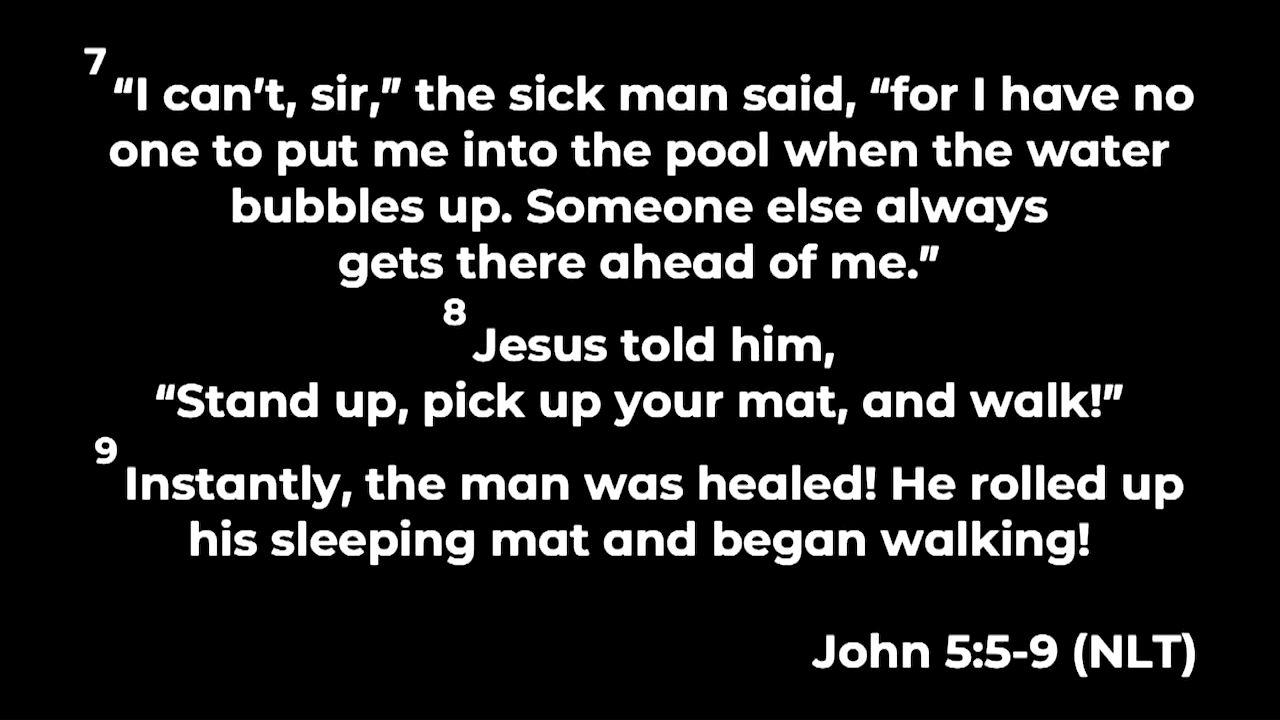 7 “I can’t, sir,” the sick man said, “for I have no
one to put me into the pool when the water
bubbles up. Someone else always
gets there ahead of me.”
8 Jesus told him,
“Stand up, pick up your mat, and walk!”
9 Instantly, the man was healed! He rolled up
his sleeping mat and began walking!
John 5:5-9 (NLT)